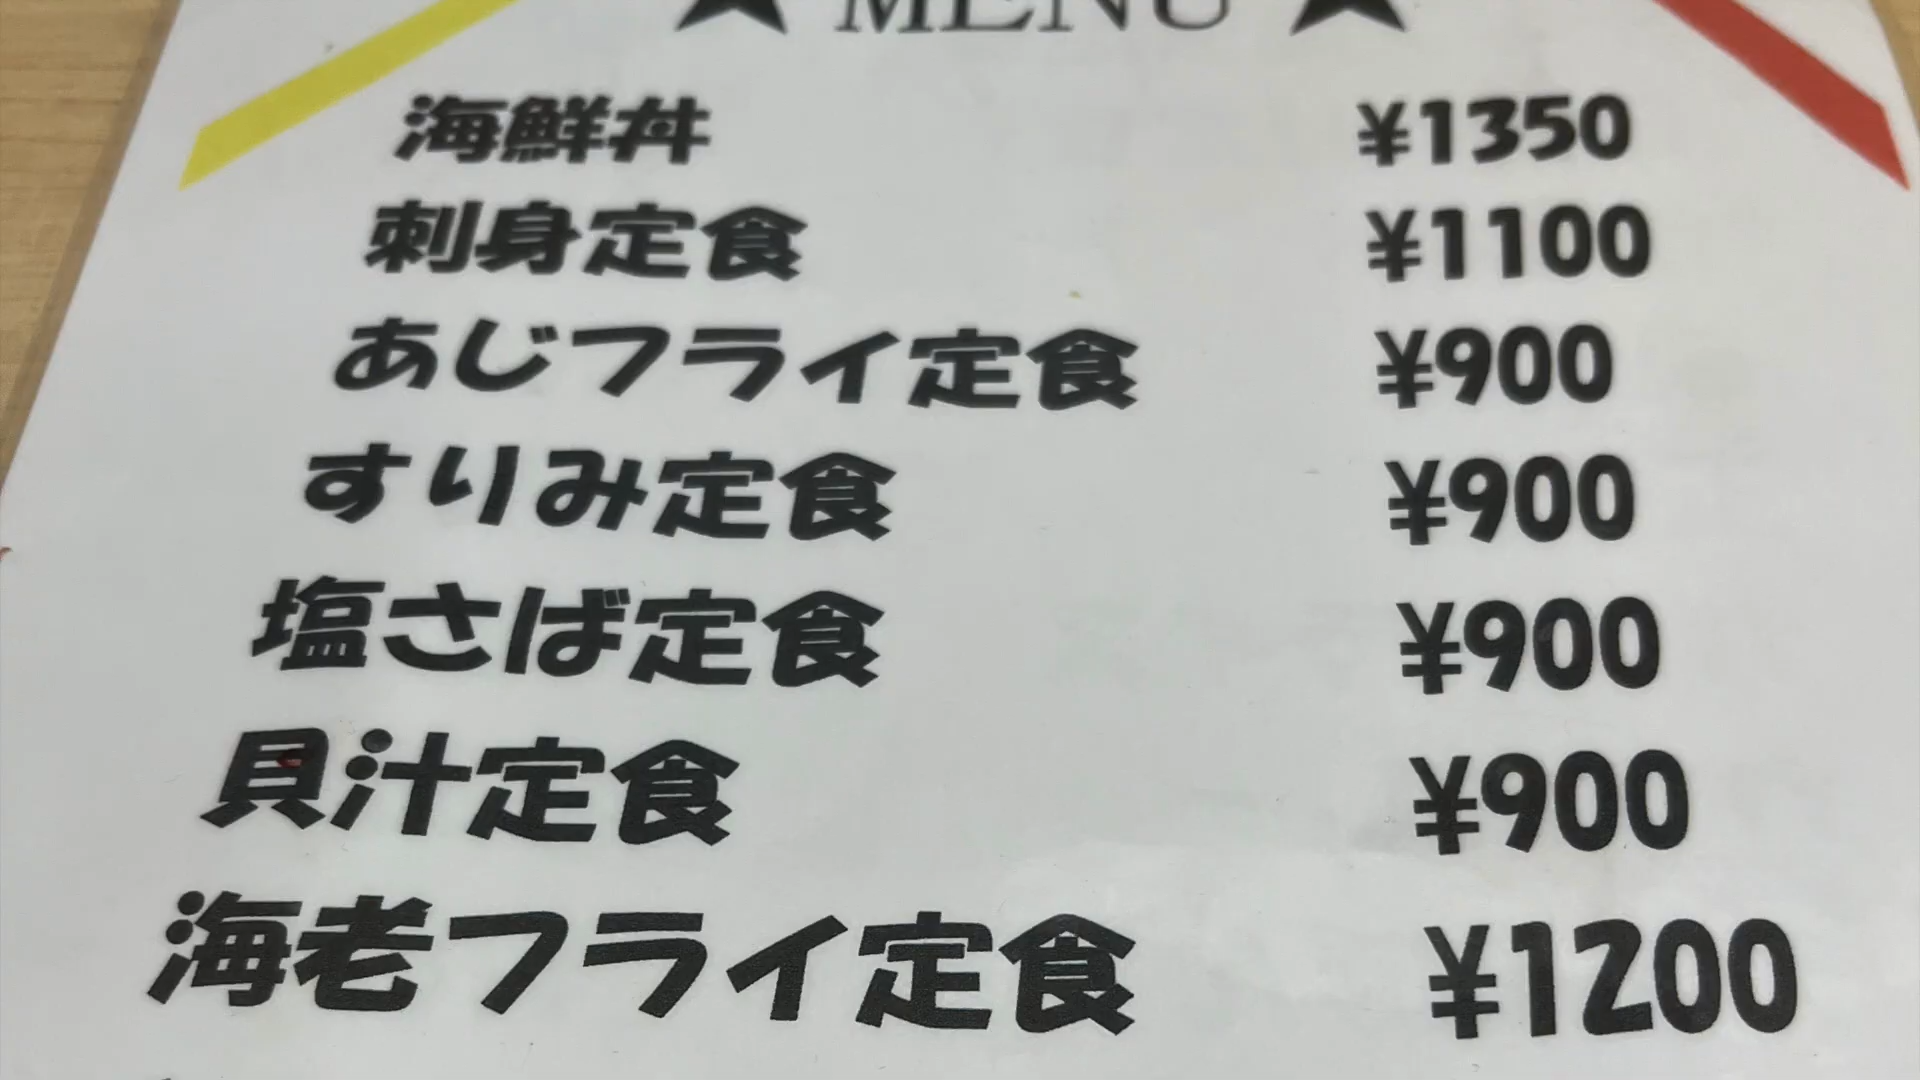 ★ MENU ★
海鮮丼 ¥1350
刺身定食 ¥1100
あじフライ定食 ¥900
すりみ定食 ¥900
塩さば定食 ¥900
貝汁定食 ¥900
海老フライ定食 ¥1200